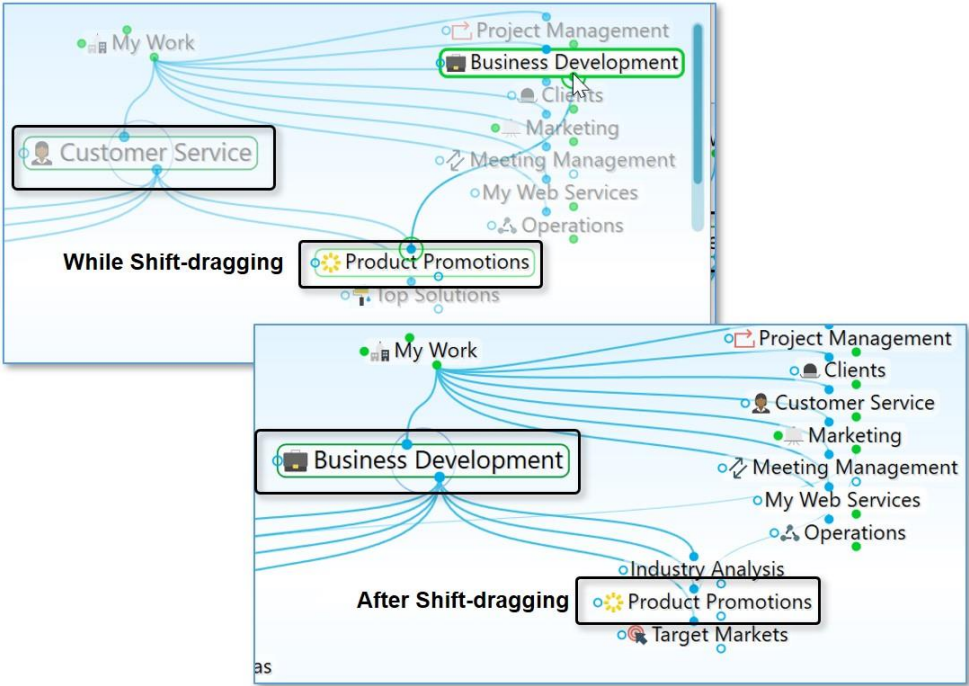 Project Management
My Work
Business Development
Clients
Marketing
Customer Service
Meeting Management
My Web Services
Operations
While Shift-dragging
Product Promotions
Top Solutions
Project Management
My Work
Clients
Customer Service
Marketing
Business Development
Meeting Management
My Web Services
Operations
Industry Analysis
After Shift-dragging
Product Promotions
Target Markets
as